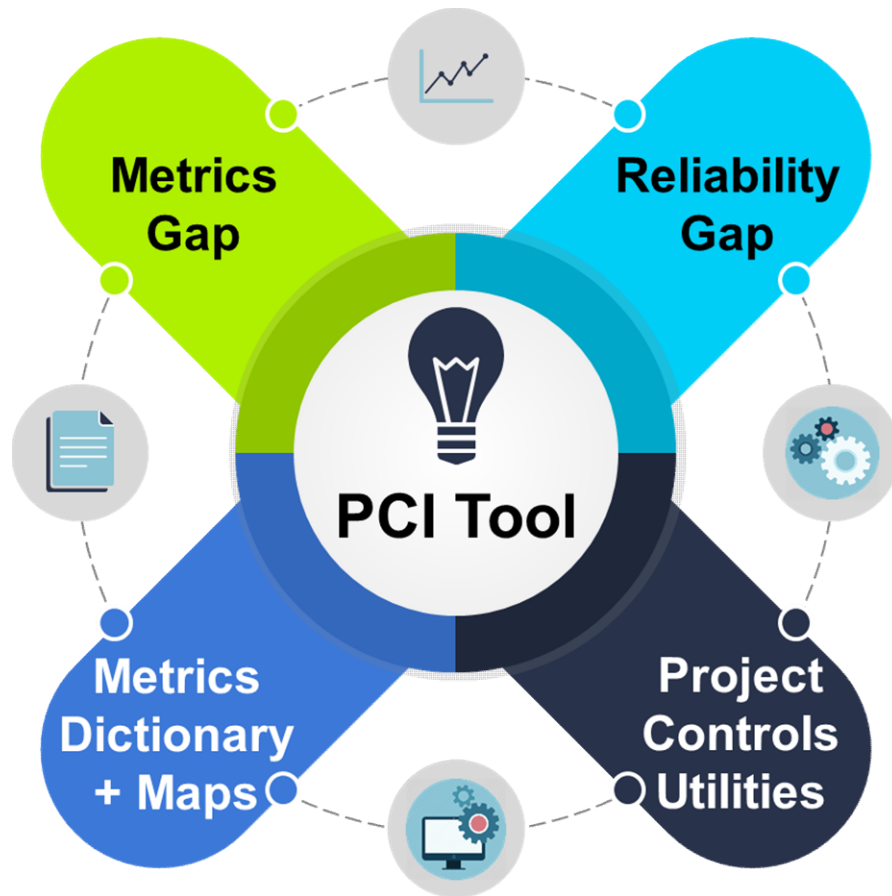 Metrics
Gap
Reliability
Gap
PCI Tool
Metrics
Dictionary
+ Maps
Project
Controls
Utilities